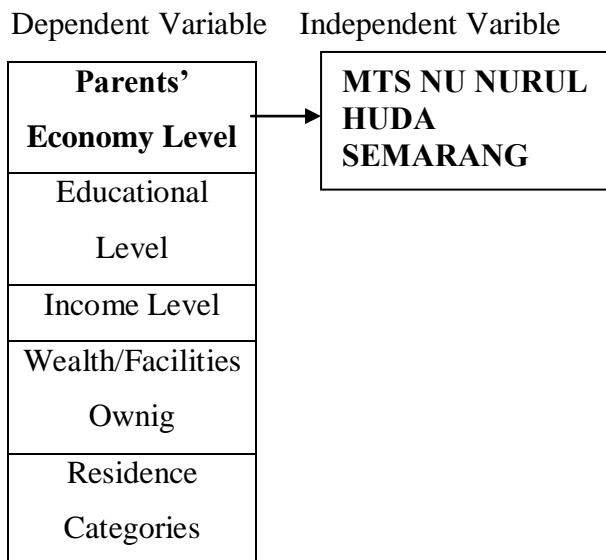 Dependent Variable Independent Varible
Parents’
Economy Level
MTS NU NURUL
HUDA
SEMARANG
Educational
Level
Income Level
Wealth/Facilities
Ownig
Residence
Categories